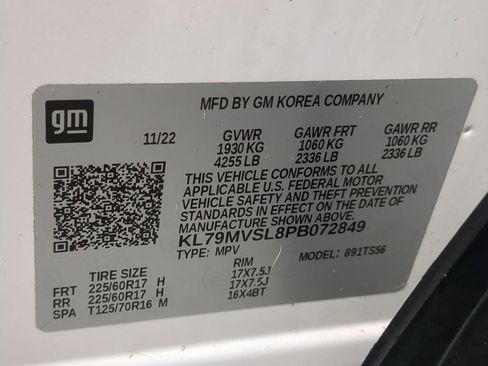 gm
MFD BY GM KOREA COMPANY
11/22 GVWR GAWR FRT GAWR RR
1930 KG 1060 KG 1060 KG
4255 LB 2336 LB 2336 LB
THIS VEHICLE CONFORMS TO ALL
APPLICABLE U.S. FEDERAL MOTOR
VEHICLE SAFETY AND THEFT PREVENTION
STANDARDS IN EFFECT ON THE DATE OF
MANUFACTURE SHOWN ABOVE.
KL79MVSL8PB072849
TYPE: MPV MODEL: 891TS56
TIRE SIZE RIM
FRT 225/60R17 H 17X7.5J
RR 225/60R17 H 17X7.5J
SPA T125/70R16 M 16X4BT